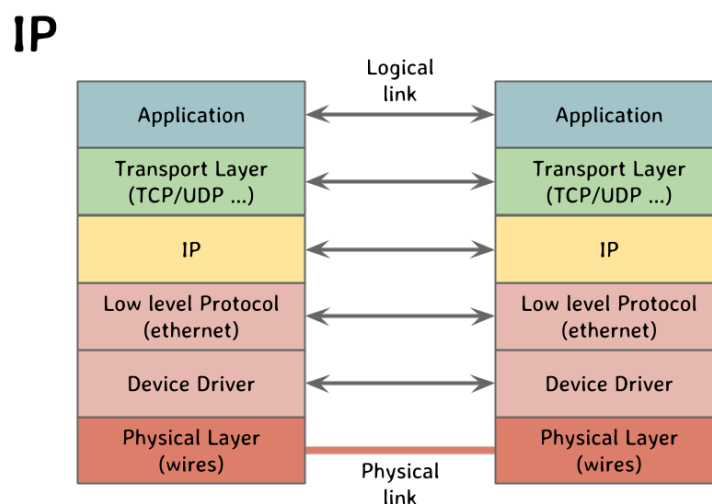 IP
Logical
link
Application
Application
Transport Layer
(TCP/UDP ...)
Transport Layer
(TCP/UDP ...)
IP
IP
Low level Protocol
(ethernet)
Low level Protocol
(ethernet)
Device Driver
Device Driver
Physical Layer
(wires)
Physical Layer
(wires)
Physical
link